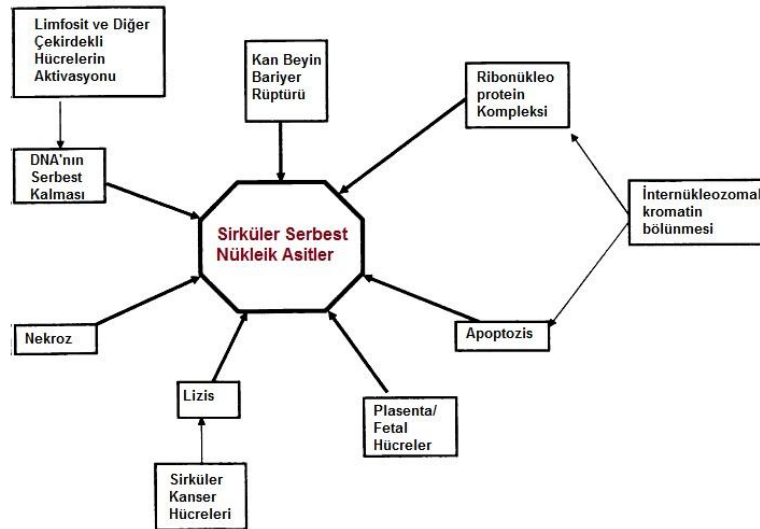 Limfosit ve Diğer
Çekirdekli
Hücrelerin
Aktivasyonu
Kan Beyin
Bariyer
Rüptürü
Ribonükleo
protein
Kompleksi
DNA'nın
Serbest
Kalması
İnternükleozomal
kromatin
bölünmesi
Sirküler Serbest
Nükleik Asitler
Nekroz
Apoptozis
Lizis
Plasenta/
Fetal
Hücreler
Sirküler
Kanser
Hücreleri